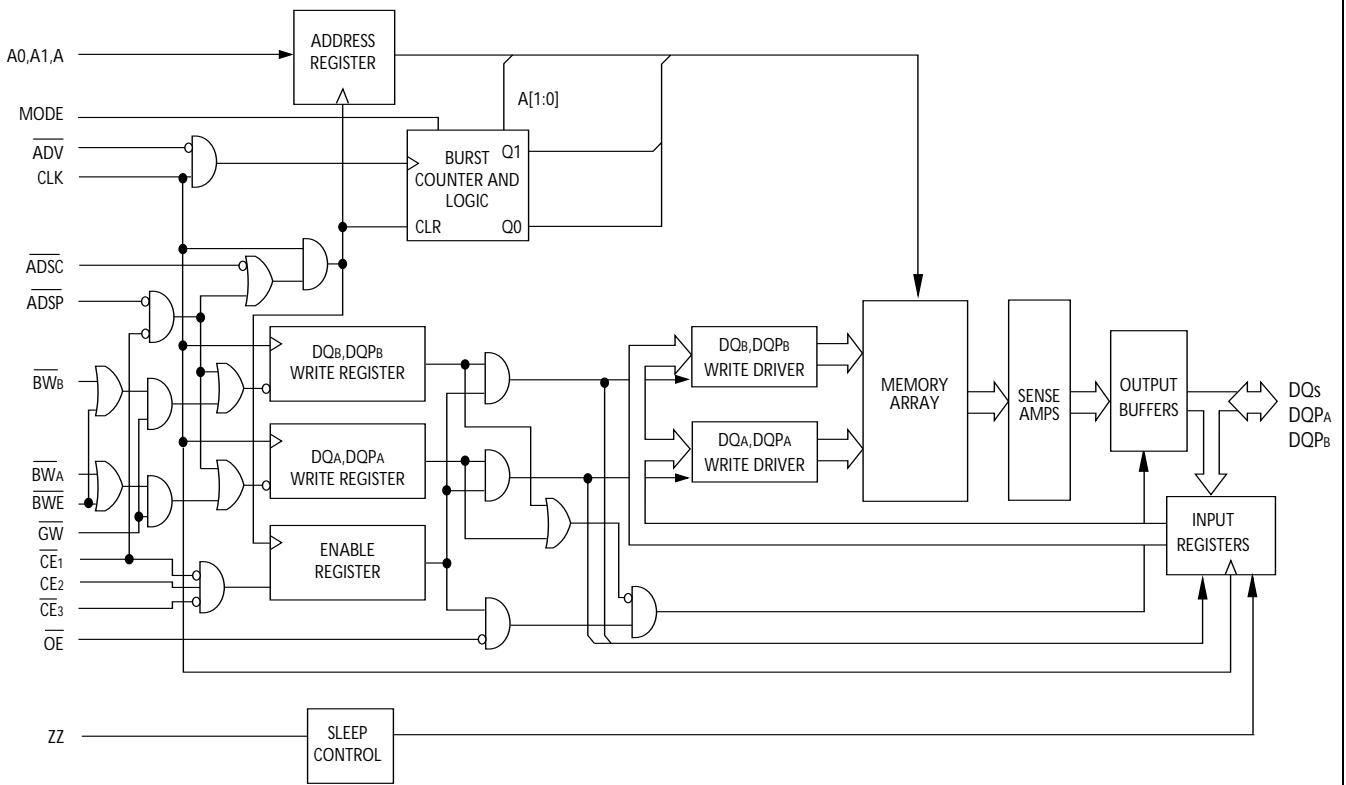 A0,A1,A
ADDRESS
REGISTER
MODE
A[1:0]
ADV
CLK
BURST
COUNTER AND
LOGIC
Q1
CLR
Q0
ADSC
ADSP
DQB,DQPB
WRITE REGISTER
DQB,DQPB
WRITE DRIVER
MEMORY
ARRAY
SENSE
AMPS
OUTPUT
BUFFERS
DQs
DQPA
DQPB
BWB
DQA,DQPA
WRITE REGISTER
DQA,DQPA
WRITE DRIVER
BWA
BWE
GW
CE1
CE2
CE3
ENABLE
REGISTER
INPUT
REGISTERS
OE
ZZ
SLEEP
CONTROL